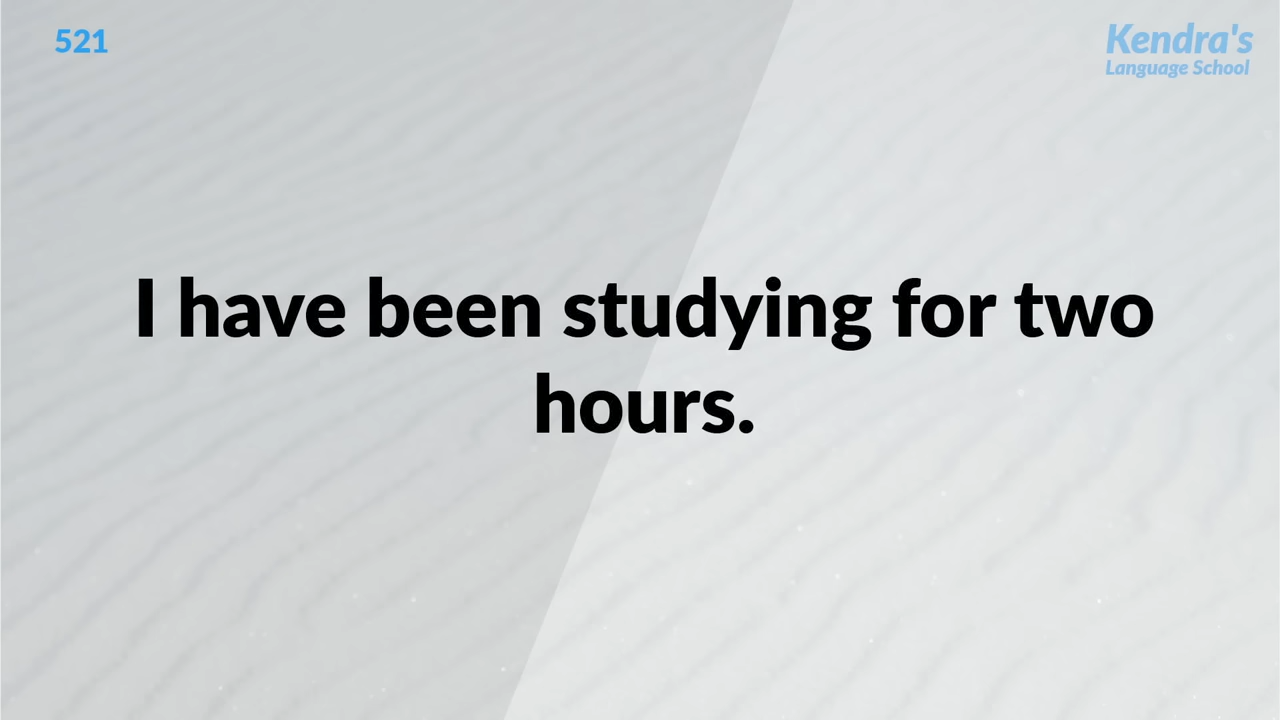 521
Kendra's
Language School
I have been studying for two
hours.